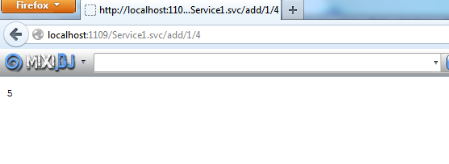 Firefox
http://localhost:110...Service1.svc/add/1/4
localhost:1109/Service1.svc/add/1/4
MIXIDJ
5